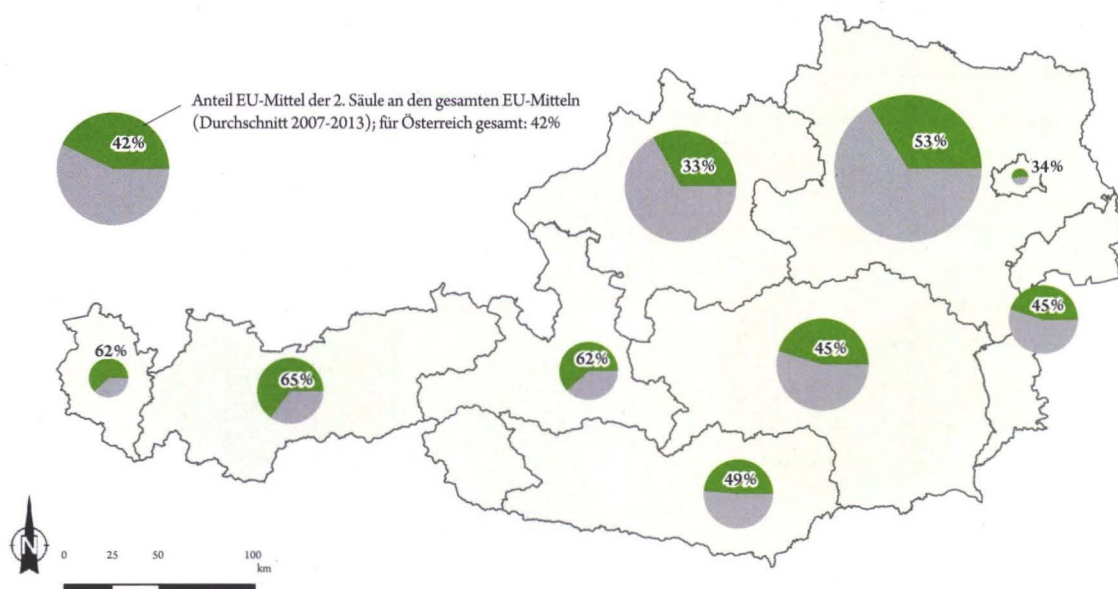 Anteil EU-Mittel der 2. Säule an den gesamten EU-Mitteln
(Durchschnitt 2007-2013); für Österreich gesamt: 42%
42%
33%
53%
34%
62%
65%
62%
45%
45%
49%
N
0 25 50 100
km